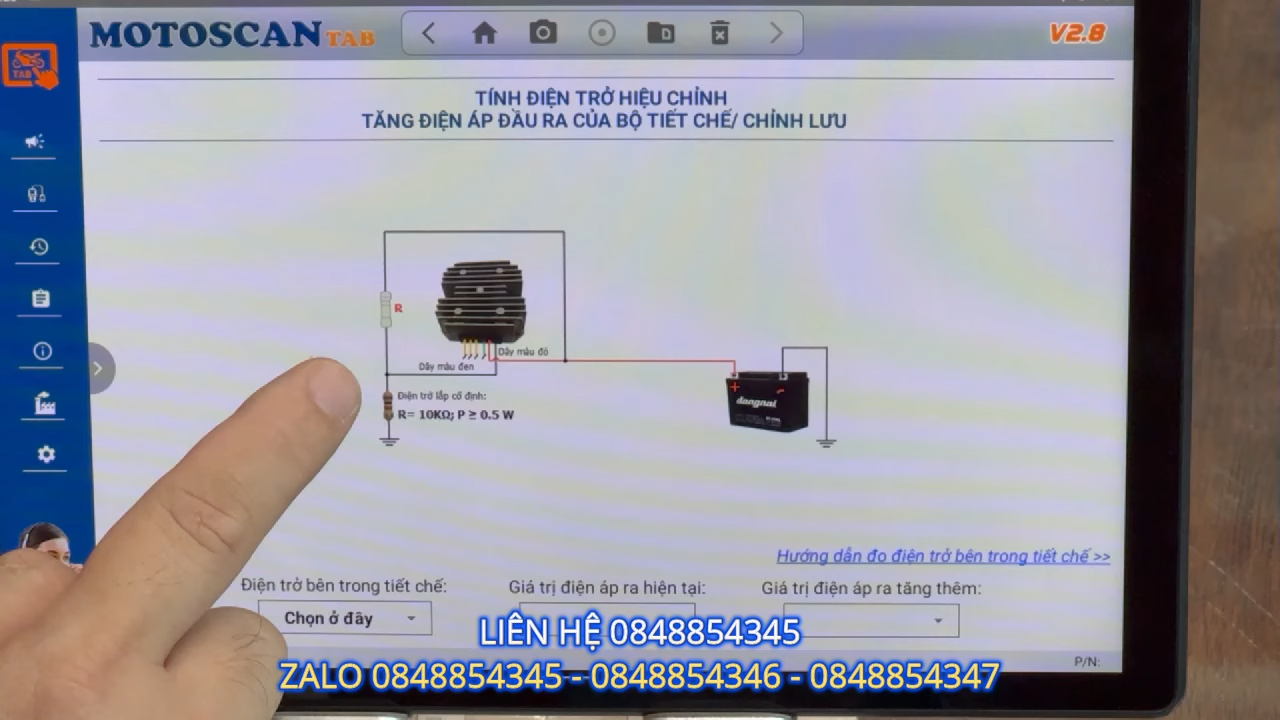 MOTOSCAN TAB
V2.8
TAB
TÍNH ĐIỆN TRỞ HIỆU CHỈNH
TĂNG ĐIỆN ÁP ĐẦU RA CỦA BỘ TIẾT CHẾ/ CHỈNH LƯU
R
Dây màu đỏ
Dây màu đen
Điện trở lắp cố định:
R= 10KΩ; P ≥ 0.5 W
dongnai
Hướng dẫn đo điện trở bên trong tiết chế >>
Điện trở bên trong tiết chế:
Giá trị điện áp ra hiện tại:
Giá trị điện áp ra tăng thêm:
Chọn ở đây
LIÊN HỆ 0848854345
P/N:
ZALO 0848854345 - 0848854346 - 0848854347